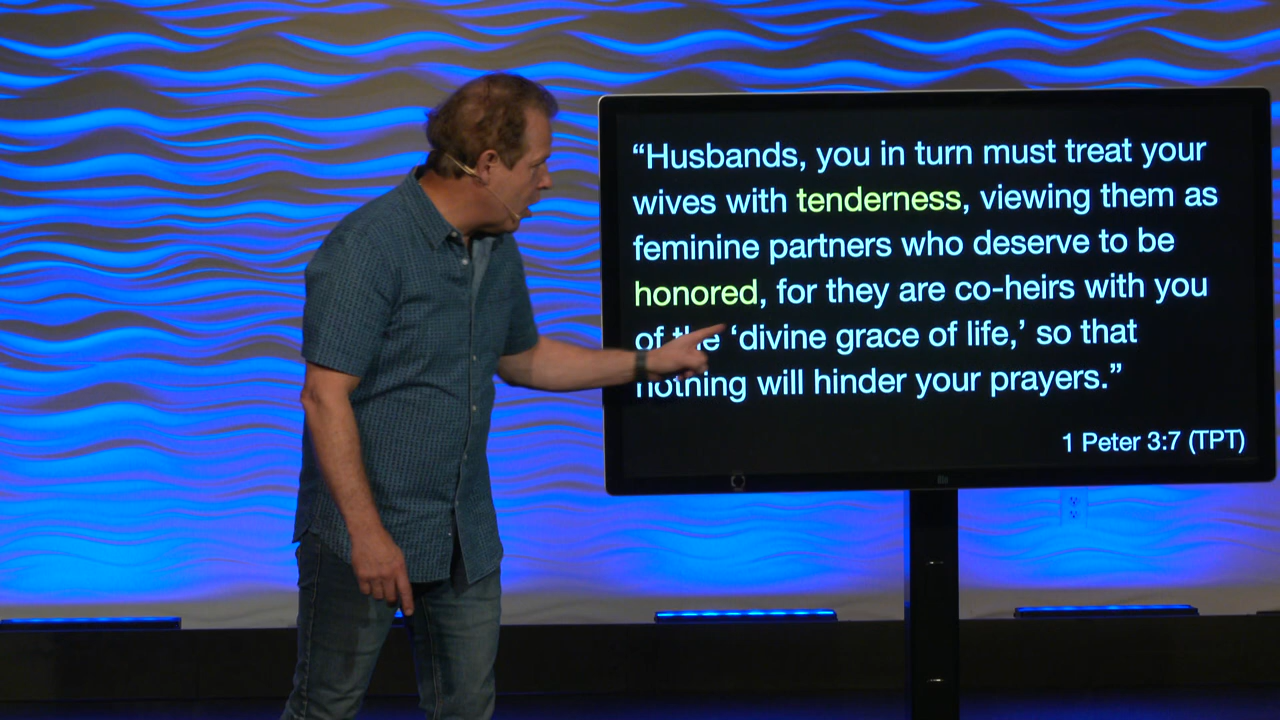 “Husbands, you in turn must treat your
wives with tenderness, viewing them as
feminine partners who deserve to be
honored, for they are co-heirs with you
of the ‘divine grace of life,’ so that
nothing will hinder your prayers.”
1 Peter 3:7 (TPT)